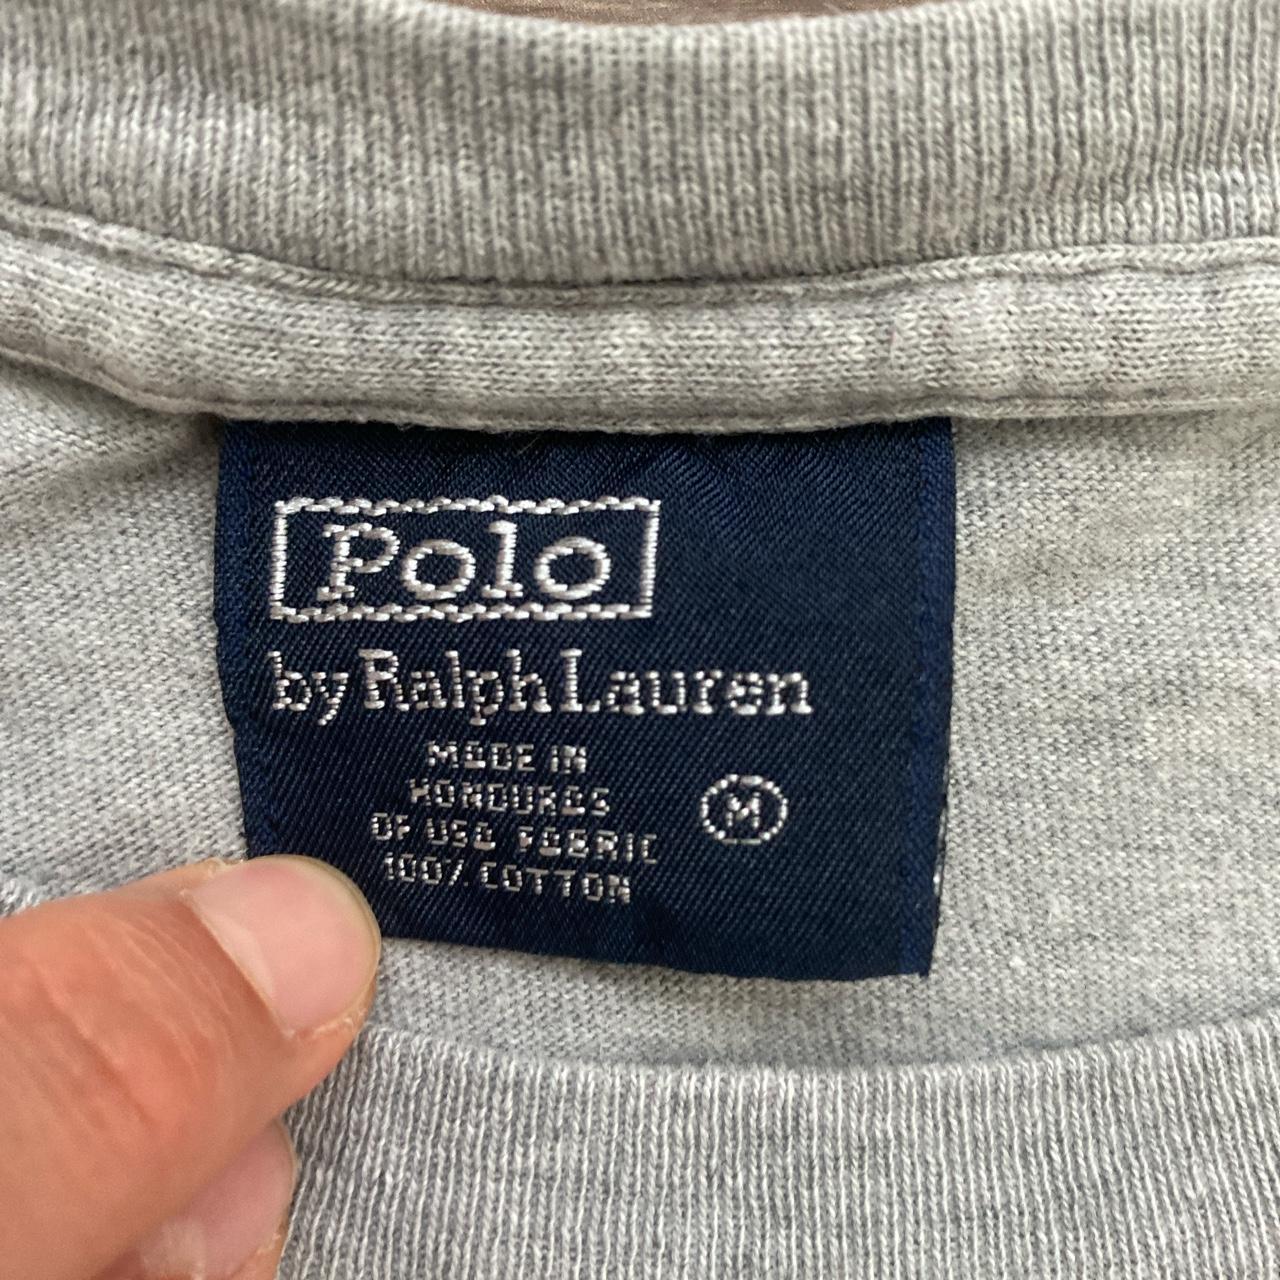 Polo
by Ralph Lauren
MADE IN
HONDURAS
OF USA FABRIC
100% COTTON
M